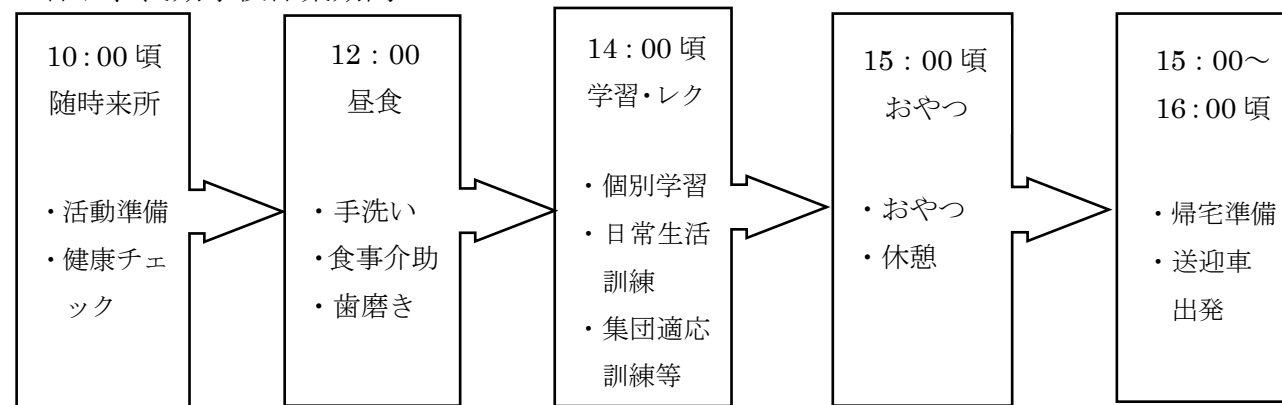 10:00 頃
随時来所
・活動準備
・健康チェ
ック
12：00
昼食
・手洗い
・食事介助
・歯磨き
14:00 頃
学習・レク
・個別学習
・日常生活
訓練
・集団適応
訓練等
15：00 頃
おやつ
・おやつ
・休憩
15：00～
16:00 頃
・帰宅準備
・送迎車
出発